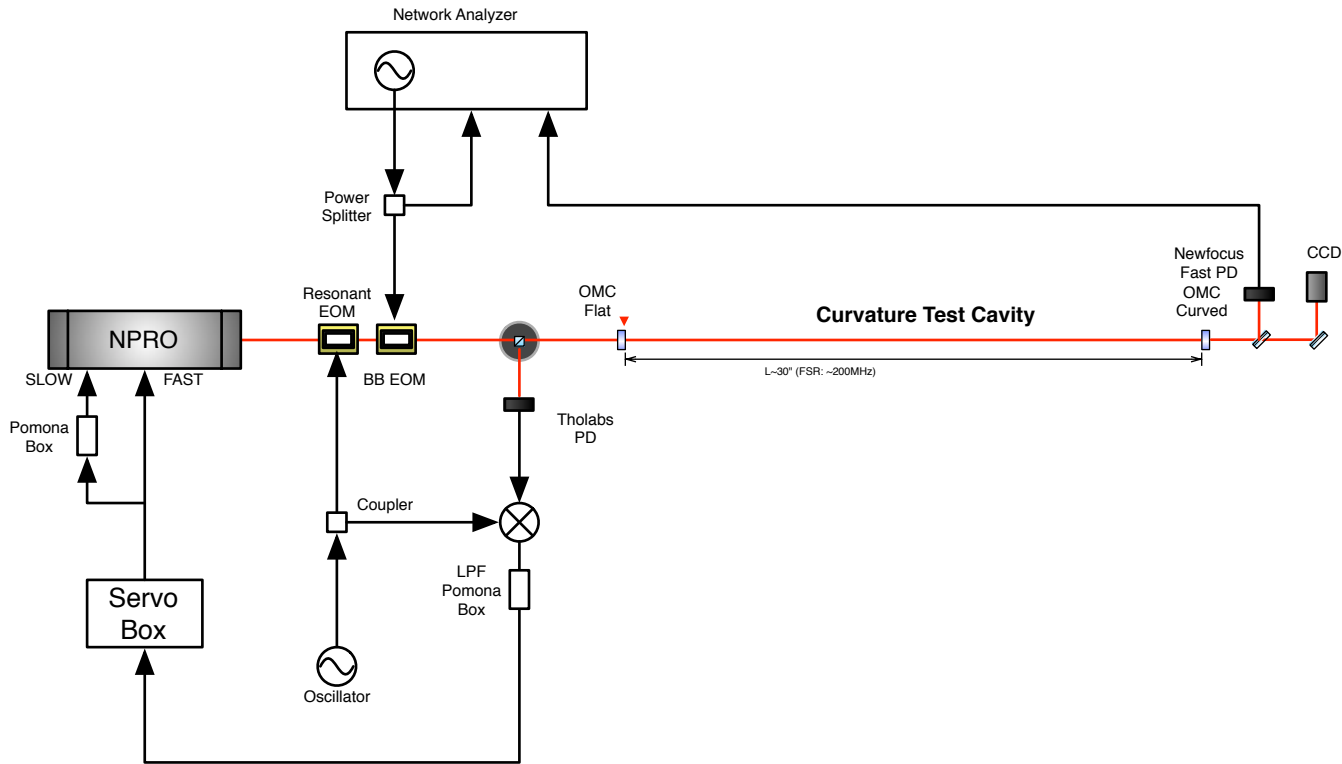 Network Analyzer
Power
Splitter
Resonant
EOM
BB EOM
NPRO
SLOW
FAST
Pomona
Box
OMC
Flat
Curvature Test Cavity
L~30" (FSR: ~200MHz)
Newfocus
Fast PD
OMC
Curved
CCD
Tholabs
PD
Coupler
LPF
Pomona
Box
Servo
Box
Oscillator